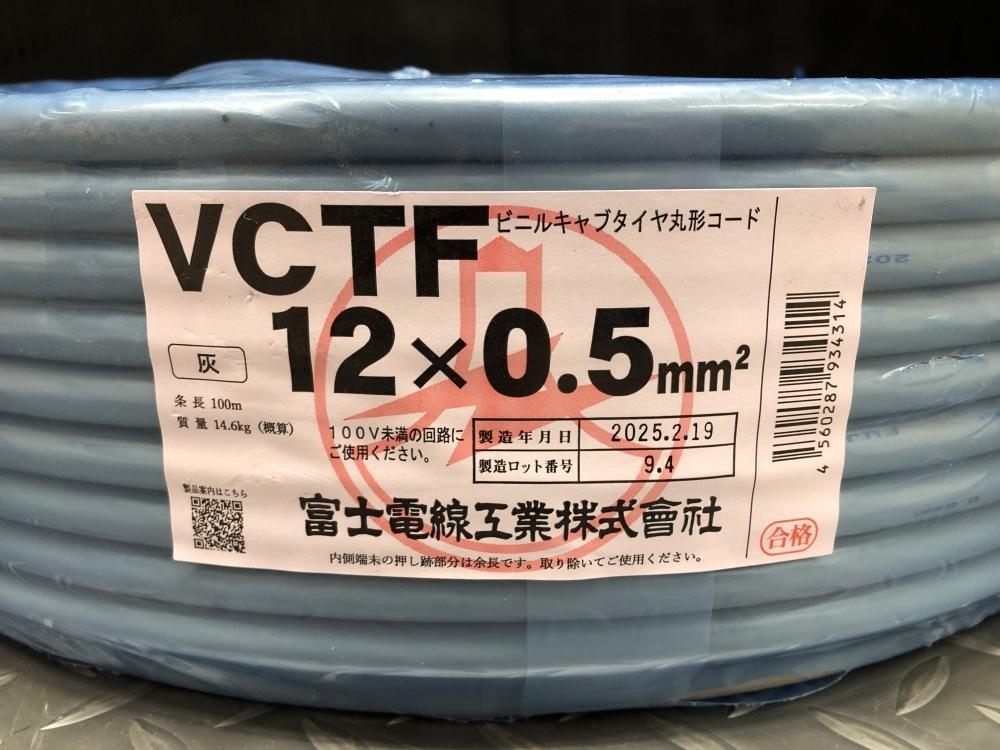 VCTF ビニルキャブタイヤ丸形コード
12×0.5mm²
灰
条長 100m
質量 14.6kg（概算）
100V未満の回路に
ご使用ください。
製造年月日 2025.2.19
製造ロット番号 9.4
製品案内はこちら
富士電線工業株式會社
内側端末の押し跡部分は余長です。取り除いてご使用ください。
4560287934314
合格